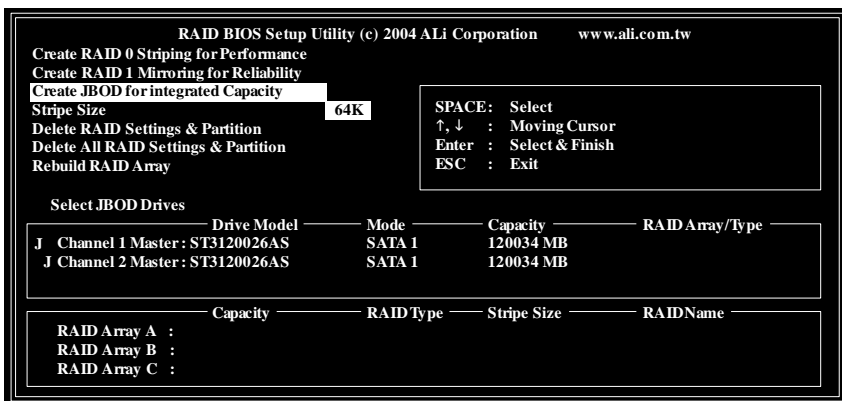 RAID BIOS Setup Utility (c) 2004 ALi Corporation www.ali.com.tw
Create RAID 0 Striping for Performance
Create RAID 1 Mirroring for Reliability
Create JBOD for integrated Capacity
Stripe Size 64K
Delete RAID Settings & Partition
Delete All RAID Settings & Partition
Rebuild RAID Array
SPACE: Select
↑, ↓ : Moving Cursor
Enter : Select & Finish
ESC : Exit
Select JBOD Drives
Drive Model Mode Capacity RAID Array/Type
J Channel 1 Master : ST3120026AS SATA 1 120034 MB
J Channel 2 Master : ST3120026AS SATA 1 120034 MB
Capacity RAID Type Stripe Size RAIDName
RAID Array A :
RAID Array B :
RAID Array C :